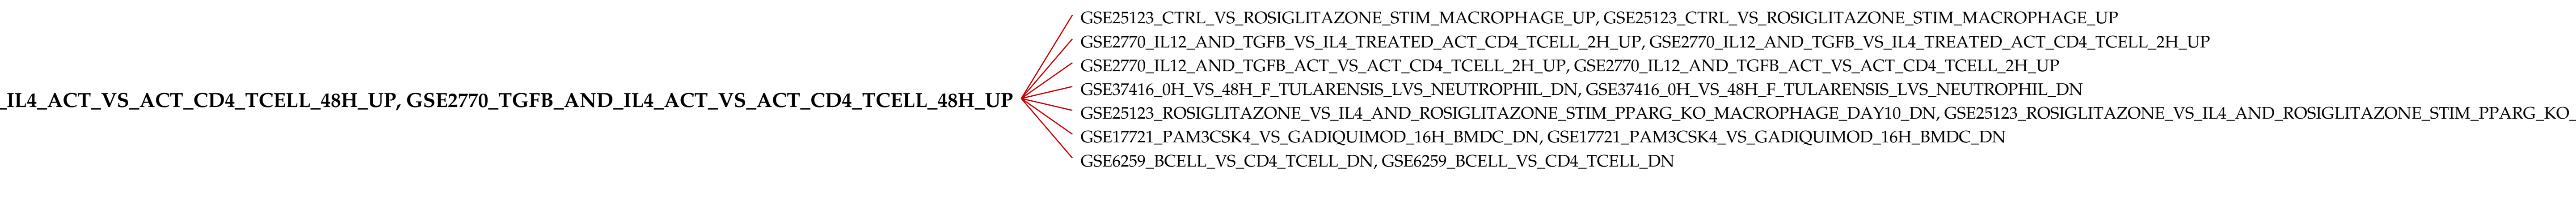 GSE25123_CTRL_VS_ROSIGLITAZONE_STIM_MACROPHAGE_UP, GSE25123_CTRL_VS_ROSIGLITAZONE_STIM_MACROPHAGE_UP
GSE2770_IL12_AND_TGFB_VS_IL4_TREATED_ACT_CD4_TCELL_2H_UP, GSE2770_IL12_AND_TGFB_VS_IL4_TREATED_ACT_CD4_TCELL_2H_UP
GSE2770_IL12_AND_TGFB_ACT_VS_ACT_CD4_TCELL_2H_UP, GSE2770_IL12_AND_TGFB_ACT_VS_ACT_CD4_TCELL_2H_UP
GSE37416_0H_VS_48H_F_TULARENSIS_LVS_NEUTROPHIL_DN, GSE37416_0H_VS_48H_F_TULARENSIS_LVS_NEUTROPHIL_DN
_IL4_ACT_VS_ACT_CD4_TCELL_48H_UP, GSE2770_TGFB_AND_IL4_ACT_VS_ACT_CD4_TCELL_48H_UP
GSE25123_ROSIGLITAZONE_VS_IL4_AND_ROSIGLITAZONE_STIM_PPARG_KO_MACROPHAGE_DAY10_DN, GSE25123_ROSIGLITAZONE_VS_IL4_AND_ROSIGLITAZONE_STIM_PPARG_KO_
GSE17721_PAM3CSK4_VS_GADIQUIMOD_16H_BMDC_DN, GSE17721_PAM3CSK4_VS_GADIQUIMOD_16H_BMDC_DN
GSE6259_BCELL_VS_CD4_TCELL_DN, GSE6259_BCELL_VS_CD4_TCELL_DN